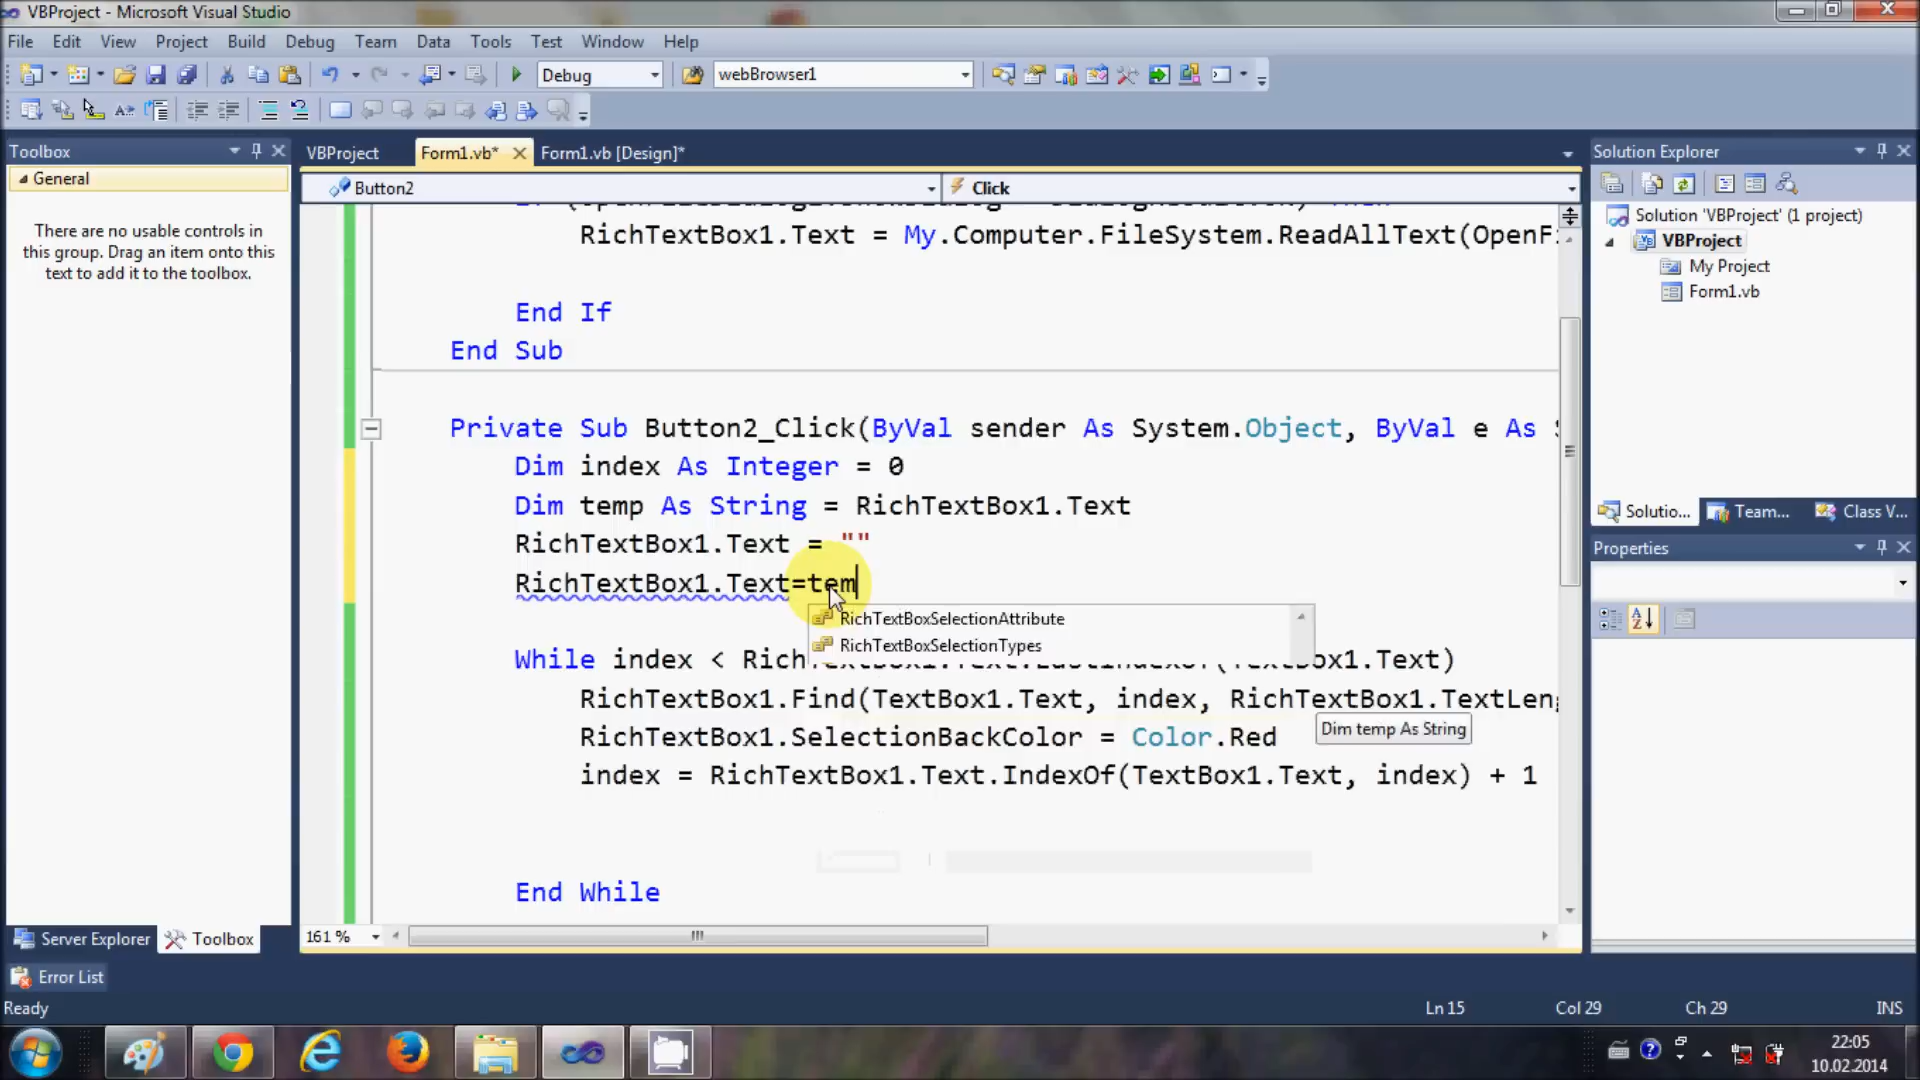 VBProject - Microsoft Visual Studio
File Edit View Project Build Debug Team Data Tools Test Window Help
Debug webBrowser1
Toolbox
General
There are no usable controls in
this group. Drag an item onto this
text to add it to the toolbox.
Server Explorer Toolbox
VBProject Form1.vb* Form1.vb [Design]*
Button2 Click
RichTextBox1.Text = My.Computer.FileSystem.ReadAllText(OpenFi
End If
End Sub
Private Sub Button2_Click(ByVal sender As System.Object, ByVal e As
Dim index As Integer = 0
Dim temp As String = RichTextBox1.Text
RichTextBox1.Text = ""
RichTextBox1.Text=tem
RichTextBoxSelectionAttribute
RichTextBoxSelectionTypes
While index < RichTextBox1.Text.LastIndexOf(TextBox1.Text)
RichTextBox1.Find(TextBox1.Text, index, RichTextBox1.TextLen
Dim temp As String
RichTextBox1.SelectionBackColor = Color.Red
index = RichTextBox1.Text.IndexOf(TextBox1.Text, index) + 1
End While
161 %
Solution Explorer
Solution 'VBProject' (1 project)
VBProject
My Project
Form1.vb
Solutio... Team... Class V...
Properties
Error List
Ready Ln 15 Col 29 Ch 29 INS
22:05
10.02.2014